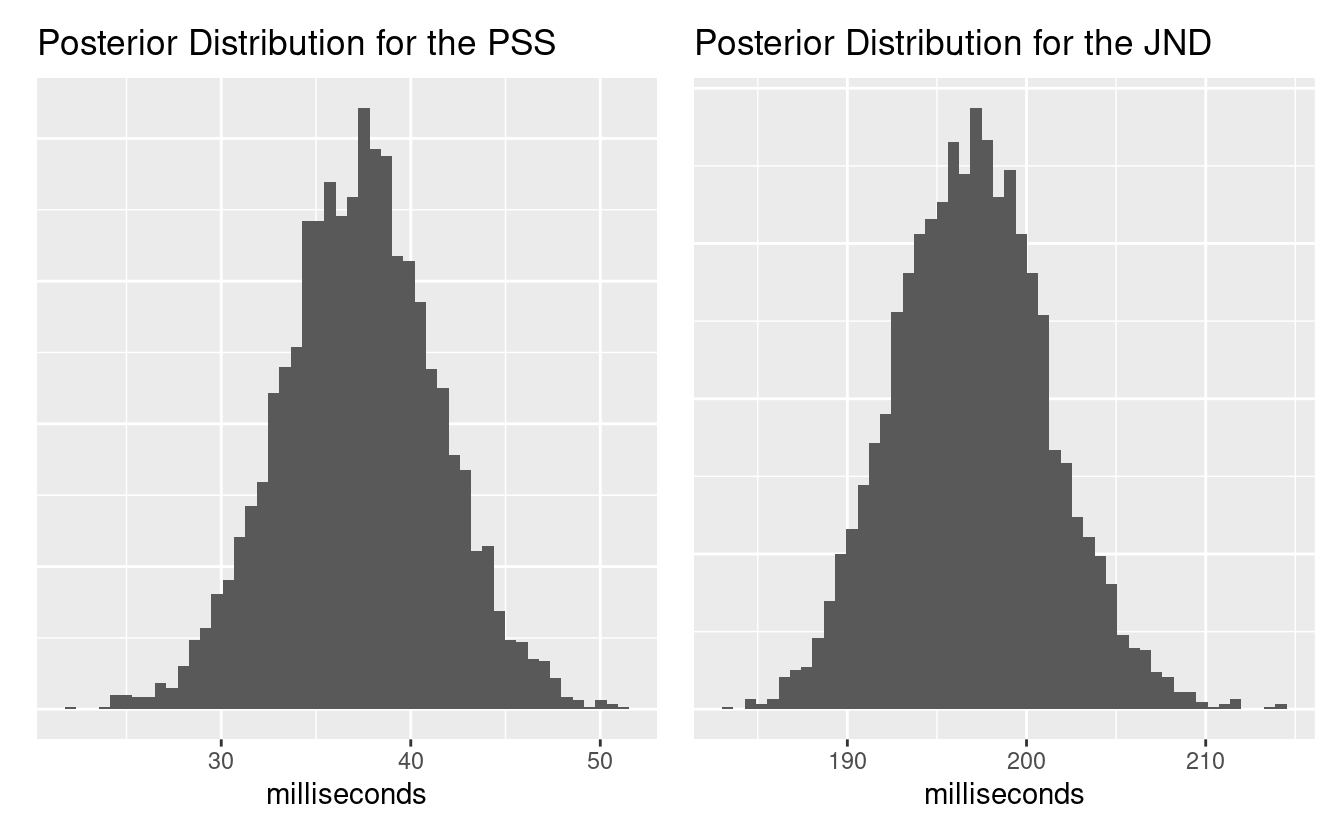 Posterior Distribution for the PSS
30 40 50
milliseconds
Posterior Distribution for the JND
190 200 210
milliseconds